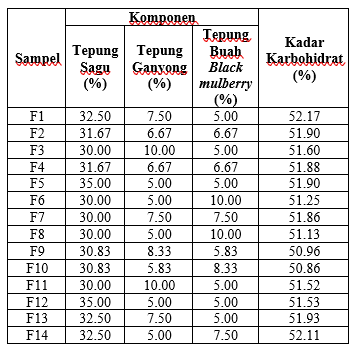 Komponen
Sampel Tepung Sagu (%) Tepung Ganyong (%) Tepung Buah Black mulberry (%) Kadar Karbohidrat (%)
F1 32.50 7.50 5.00 52.17
F2 31.67 6.67 6.67 51.90
F3 30.00 10.00 5.00 51.60
F4 31.67 6.67 6.67 51.88
F5 35.00 5.00 5.00 51.90
F6 30.00 5.00 10.00 51.25
F7 30.00 7.50 7.50 51.86
F8 30.00 5.00 10.00 51.13
F9 30.83 8.33 5.83 50.96
F10 30.83 5.83 8.33 50.86
F11 30.00 10.00 5.00 51.52
F12 35.00 5.00 5.00 51.53
F13 32.50 7.50 5.00 51.93
F14 32.50 5.00 7.50 52.11